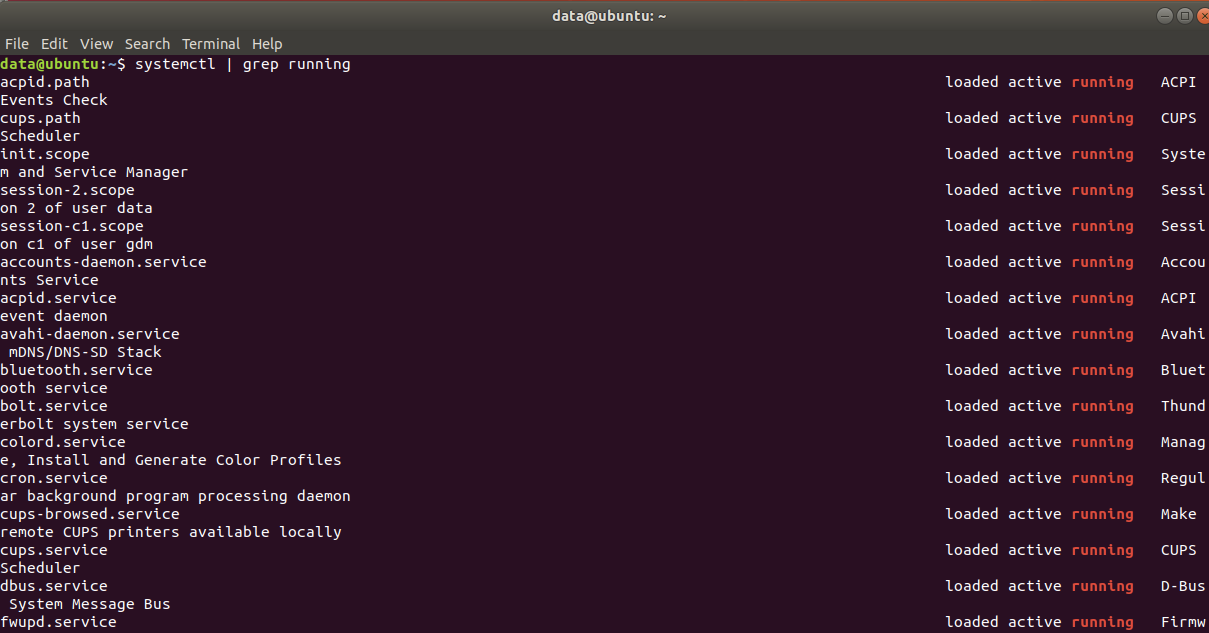 data@ubuntu: ~
File Edit View Search Terminal Help
data@ubuntu:~$ systemctl | grep running
acpid.path loaded active running ACPI
Events Check
cups.path loaded active running CUPS
Scheduler
init.scope loaded active running Syste
m and Service Manager
session-2.scope loaded active running Sessi
on 2 of user data
session-c1.scope loaded active running Sessi
on c1 of user gdm
accounts-daemon.service loaded active running Accou
nts Service
acpid.service loaded active running ACPI
event daemon
avahi-daemon.service loaded active running Avahi
 mDNS/DNS-SD Stack
bluetooth.service loaded active running Bluet
ooth service
bolt.service loaded active running Thund
erbolt system service
colord.service loaded active running Manag
e, Install and Generate Color Profiles
cron.service loaded active running Regul
ar background program processing daemon
cups-browsed.service loaded active running Make
remote CUPS printers available locally
cups.service loaded active running CUPS
Scheduler
dbus.service loaded active running D-Bus
 System Message Bus
fwupd.service loaded active running Firmw